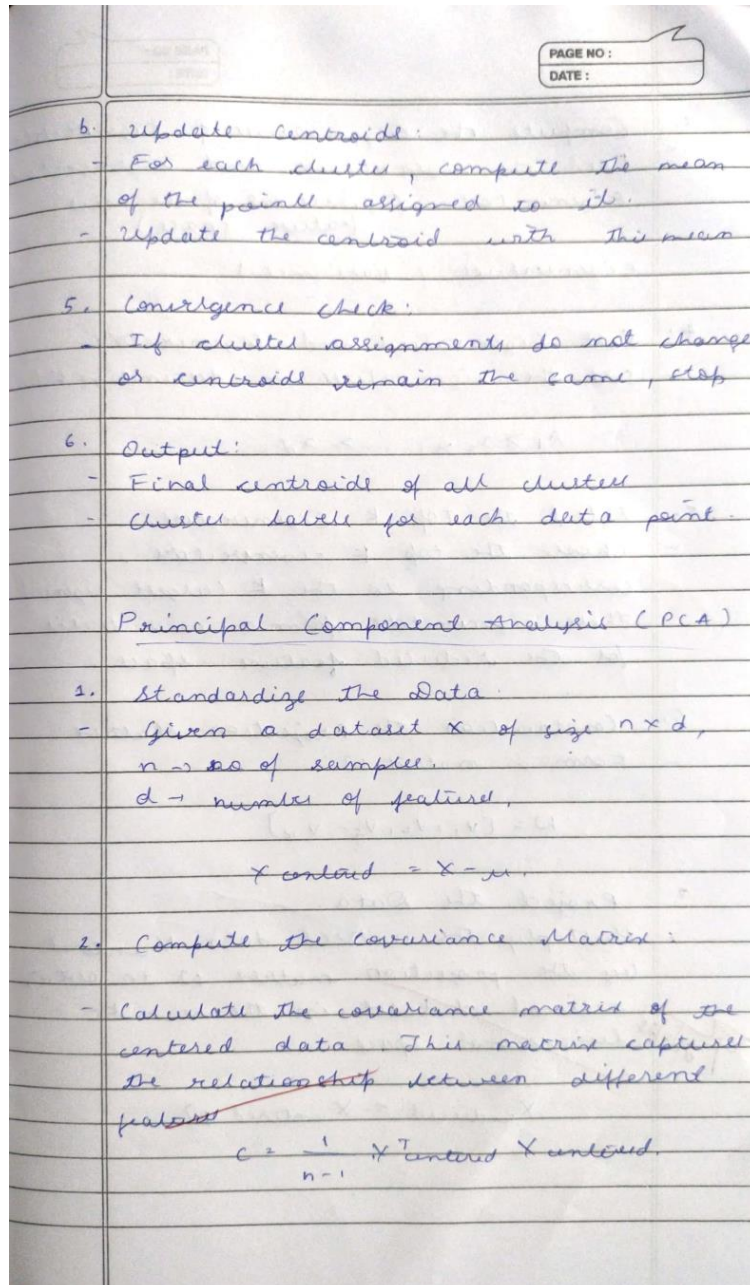 PAGE NO :
DATE :
b. Update Centroids:
- For each cluster, compute the mean
of the points assigned to it.
- Update the centroid with this mean
5. Convergence check:
- If cluster assignments do not change
or centroids remain the same, stop
6. Output:
- Final centroids of all clusters
- Cluster labels for each data point.
Principal Component Analysis (PCA)
1. Standardize the Data.
- Given a dataset X of size n x d,
n → no of samples.
d → number of features.
X centered = X - μ.
2. Compute the covariance Matrix:
- Calculate the covariance matrix of the
centered data. This matrix captures
the relationship between different
features
C = 1/(n-1) X^T centered X centered.